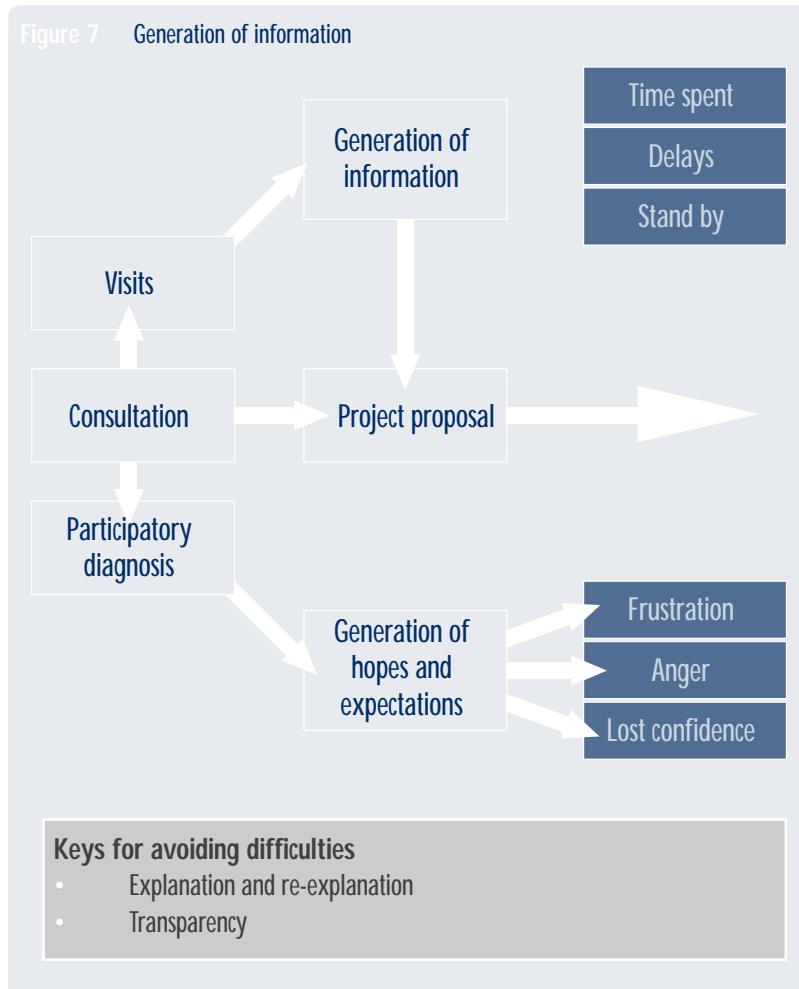 Figure 7 Generation of information
Time spent
Generation of
information
Delays
Stand by
Visits
Consultation
Project proposal
Participatory
diagnosis
Generation of
hopes and
expectations
Frustration
Anger
Lost confidence
Keys for avoiding difficulties
• Explanation and re-explanation
• Transparency